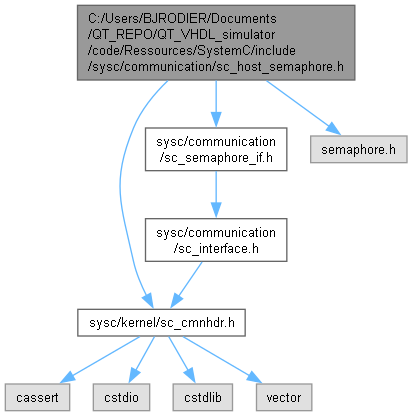 C:/Users/BJRODIER/Documents
/QT_REPO/QT_VHDL_simulator
/code/Ressources/SystemC/include
/sysc/communication/sc_host_semaphore.h
sysc/communication
/sc_semaphore_if.h
semaphore.h
sysc/communication
/sc_interface.h
sysc/kernel/sc_cmnhdr.h
cassert
cstdio
cstdlib
vector